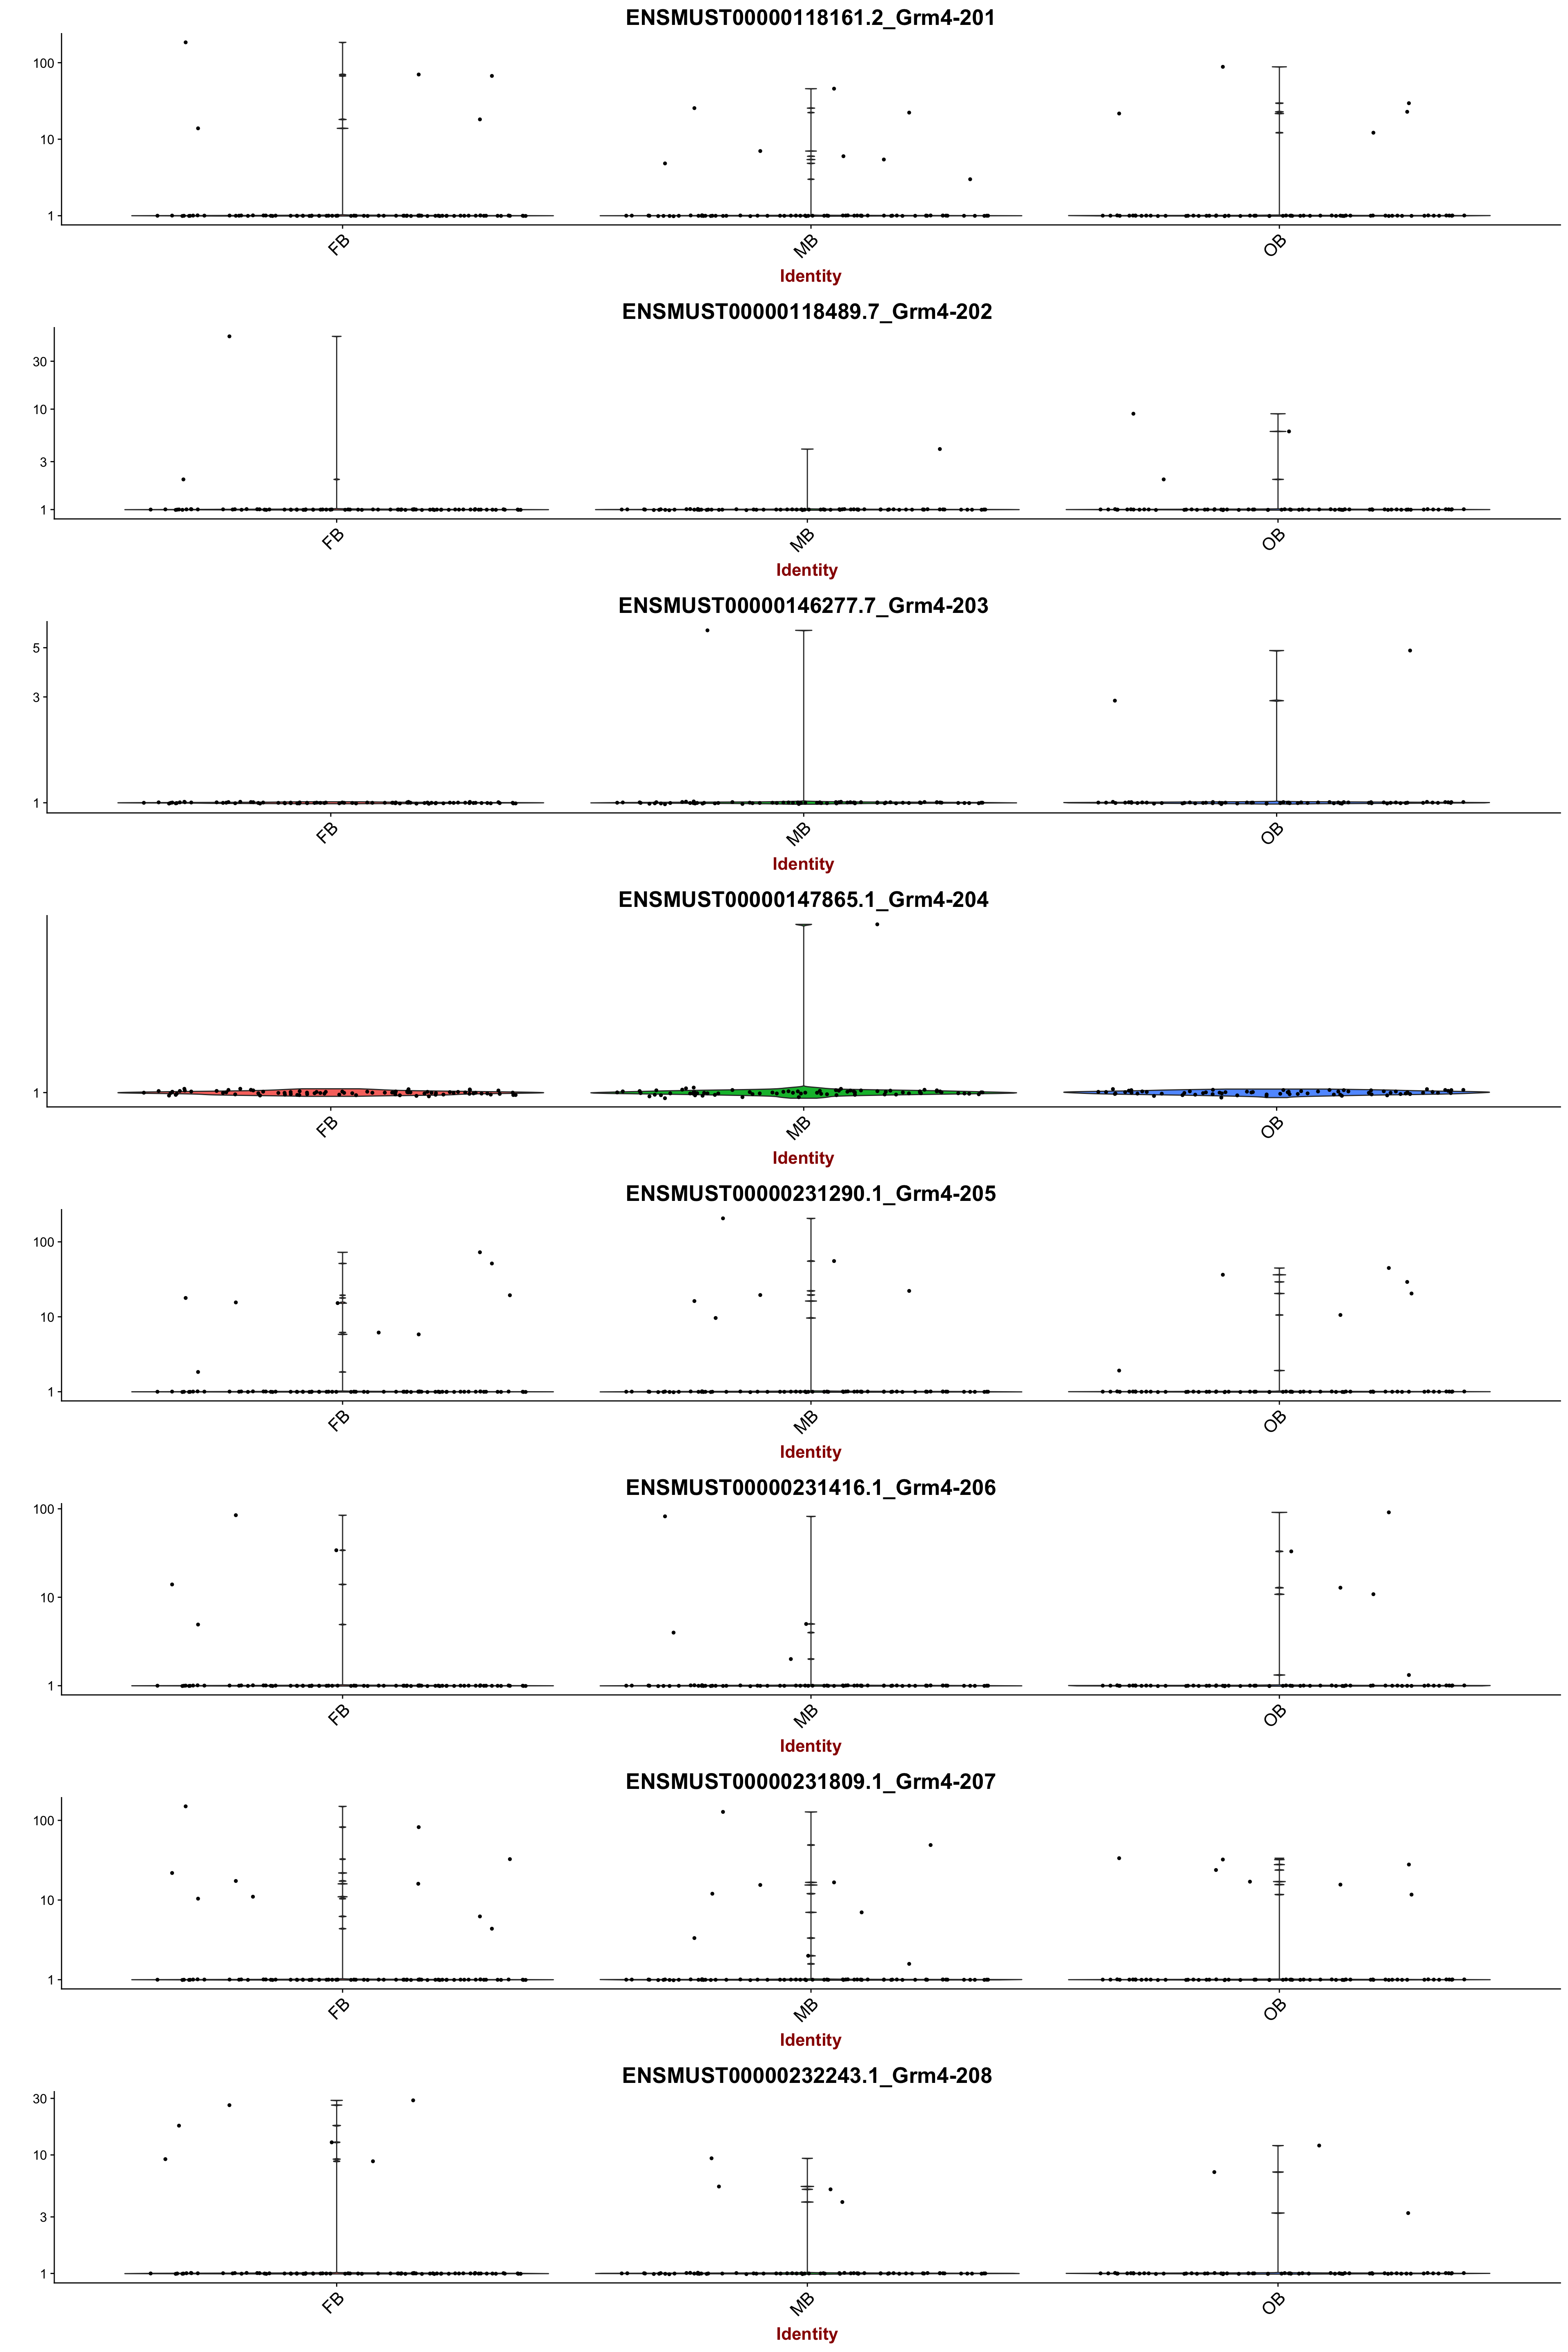 ENSMUST00000118161.2_Grm4-201
100
10
1
FB
MB
OB
Identity
ENSMUST00000118489.7_Grm4-202
30
10
3
1
FB
MB
OB
Identity
ENSMUST00000146277.7_Grm4-203
5
3
1
FB
MB
OB
Identity
ENSMUST00000147865.1_Grm4-204
1
FB
MB
OB
Identity
ENSMUST00000231290.1_Grm4-205
100
10
1
FB
MB
OB
Identity
ENSMUST00000231416.1_Grm4-206
100
10
1
FB
MB
OB
Identity
ENSMUST00000231809.1_Grm4-207
100
10
1
FB
MB
OB
Identity
ENSMUST00000232243.1_Grm4-208
30
10
3
1
FB
MB
OB
Identity